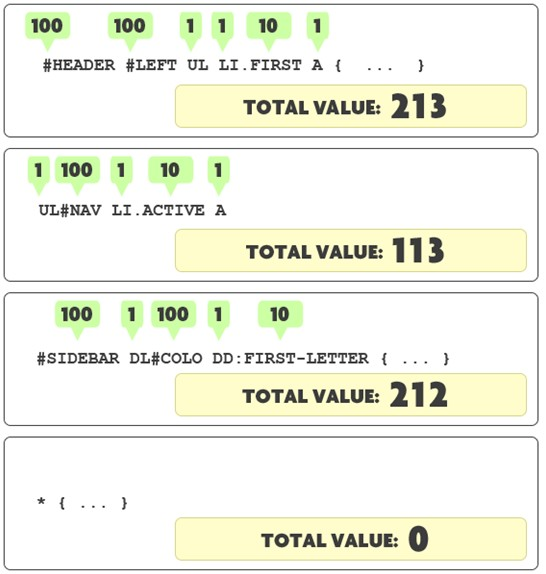 100 100 1 1 10 1
#HEADER #LEFT UL LI.FIRST A { ... }
TOTAL VALUE: 213
1 100 1 10 1
UL#NAV LI.ACTIVE A
TOTAL VALUE: 113
100 1 100 1 10
#SIDEBAR DL#COLO DD:FIRST-LETTER { ... }
TOTAL VALUE: 212
* { ... }
TOTAL VALUE: 0